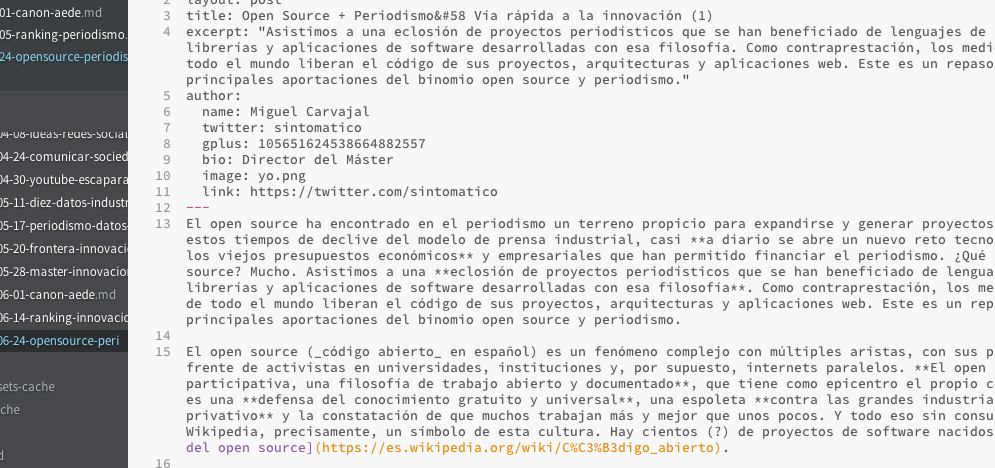 01-canon-aede.md
05-ranking-periodismo.
24-opensource-periodis
04-08-ideas-redes-social
04-24-comunicar-socied
04-30-youtube-escapara
05-11-diez-datos-industr
05-17-periodismo-datos-
05-20-frontera-innovaci
05-28-master-innovacion
06-01-canon-aede.md
06-14-ranking-innovacio
06-24-opensource-peri
sets-cache
che
d
2 layout: post
3 title: Open Source + Periodismo&#58 Vía rápida a la innovación (1)
4 excerpt: "Asistimos a una eclosión de proyectos periodísticos que se han beneficiado de lenguajes de
librerías y aplicaciones de software desarrolladas con esa filosofía. Como contraprestación, los medi
todo el mundo liberan el código de sus proyectos, arquitecturas y aplicaciones web. Este es un repaso
principales aportaciones del binomio open source y periodismo."
5 author:
6 name: Miguel Carvajal
7 twitter: sintomatico
8 gplus: 105651624538664882557
9 bio: Director del Máster
10 image: yo.png
11 link: https://twitter.com/sintomatico
12 ---
13 El open source ha encontrado en el periodismo un terreno propicio para expandirse y generar proyectos
estos tiempos de declive del modelo de prensa industrial, casi **a diario se abre un nuevo reto tecno
los viejos presupuestos económicos** y empresariales que han permitido financiar el periodismo. ¿Qué
source? Mucho. Asistimos a una **eclosión de proyectos periodísticos que se han beneficiado de lengua
librerías y aplicaciones de software desarrolladas con esa filosofía**. Como contraprestación, los me
de todo el mundo liberan el código de sus proyectos, arquitecturas y aplicaciones web. Este es un rep
principales aportaciones del binomio open source y periodismo.
14
15 El open source (_código abierto_ en español) es un fenómeno complejo con múltiples aristas, con sus p
frente de activistas en universidades, instituciones y, por supuesto, internets paralelos. **El open
participativa, una filosofía de trabajo abierto y documentado**, que tiene como epicentro el propio c
es una **defensa del conocimiento gratuito y universal**, una espoleta **contra las grandes industria
privativo** y la constatación de que muchos trabajan más y mejor que unos pocos. Y todo eso sin consu
Wikipedia, precisamente, un símbolo de esta cultura. Hay cientos (?) de proyectos de software nacidos
del open source](https://es.wikipedia.org/wiki/C%C3%B3digo_abierto).
16